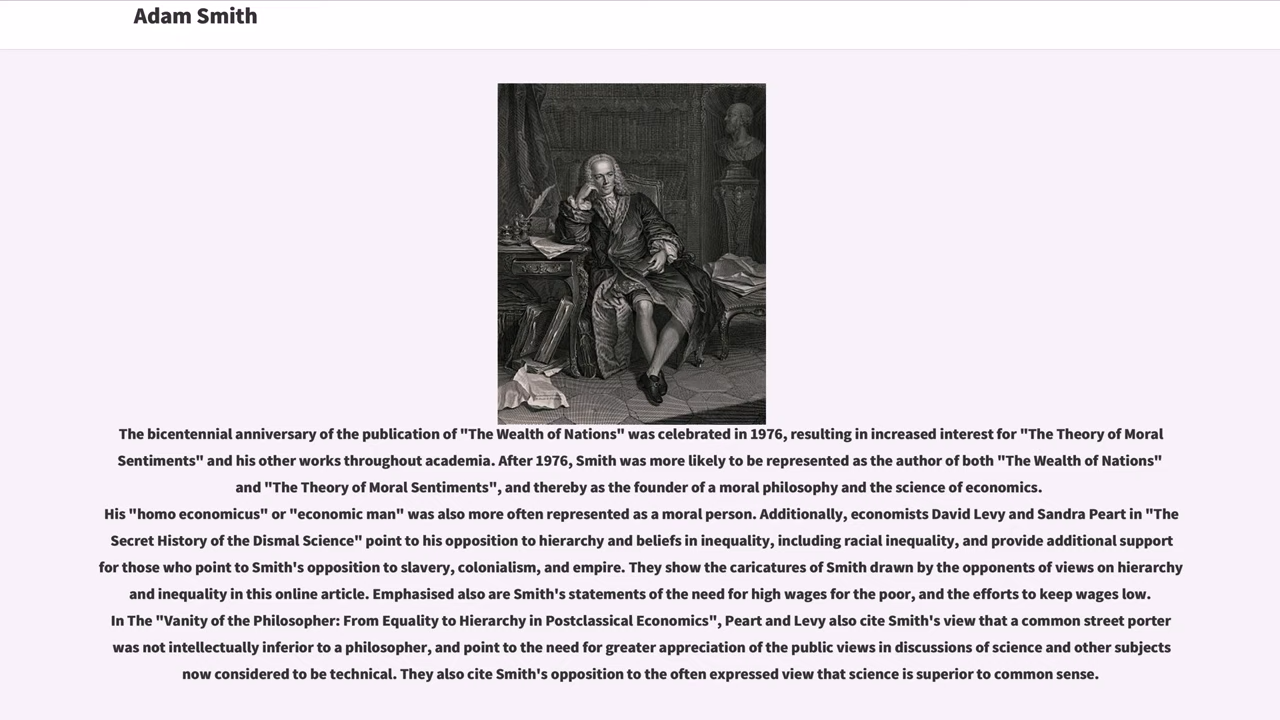 Adam Smith
The bicentennial anniversary of the publication of "The Wealth of Nations" was celebrated in 1976, resulting in increased interest for "The Theory of Moral
Sentiments" and his other works throughout academia. After 1976, Smith was more likely to be represented as the author of both "The Wealth of Nations"
and "The Theory of Moral Sentiments", and thereby as the founder of a moral philosophy and the science of economics.
His "homo economicus" or "economic man" was also more often represented as a moral person. Additionally, economists David Levy and Sandra Peart in "The
Secret History of the Dismal Science" point to his opposition to hierarchy and beliefs in inequality, including racial inequality, and provide additional support
for those who point to Smith's opposition to slavery, colonialism, and empire. They show the caricatures of Smith drawn by the opponents of views on hierarchy
and inequality in this online article. Emphasised also are Smith's statements of the need for high wages for the poor, and the efforts to keep wages low.
In The "Vanity of the Philosopher: From Equality to Hierarchy in Postclassical Economics", Peart and Levy also cite Smith's view that a common street porter
was not intellectually inferior to a philosopher, and point to the need for greater appreciation of the public views in discussions of science and other subjects
now considered to be technical. They also cite Smith's opposition to the often expressed view that science is superior to common sense.